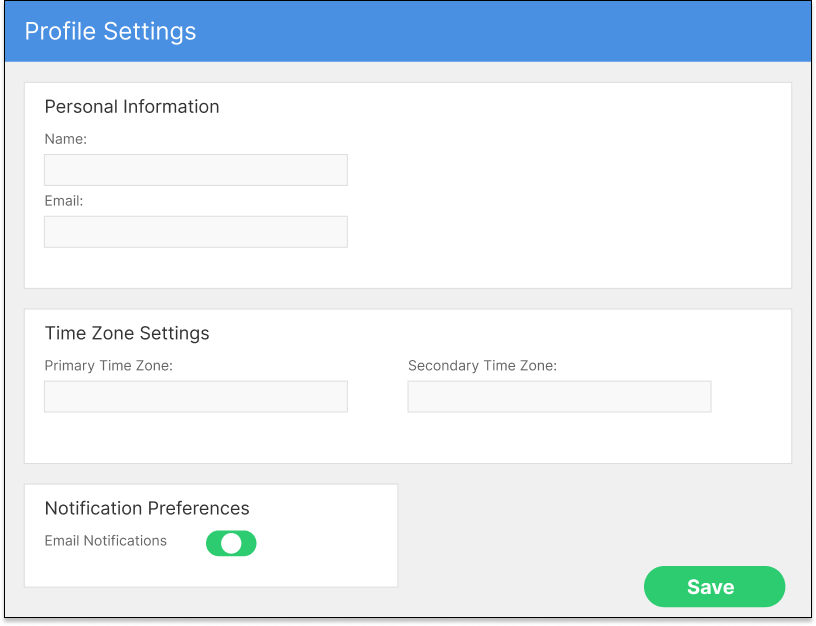 Profile Settings
Personal Information
Name:
Email:
Time Zone Settings
Primary Time Zone:
Secondary Time Zone:
Notification Preferences
Email Notifications
Save